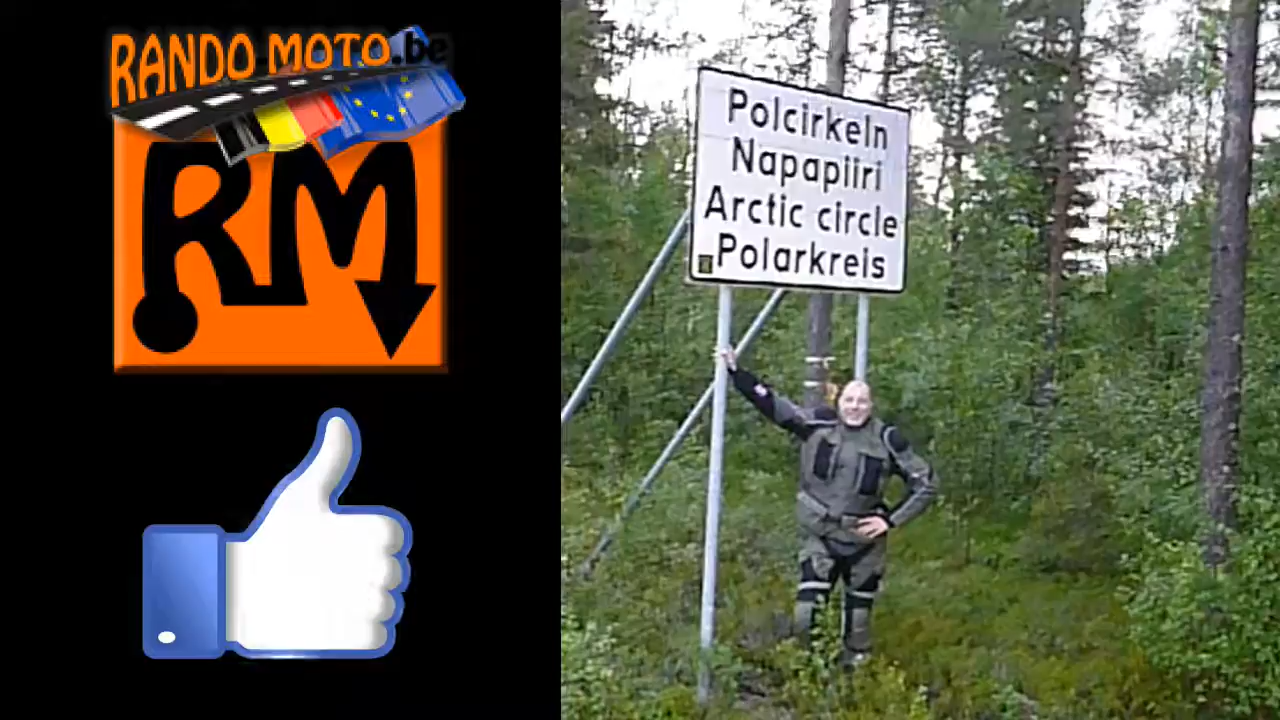 RANDO MOTO.be
RM
Polcirkeln
Napapiiri
Arctic circle
Polarkreis